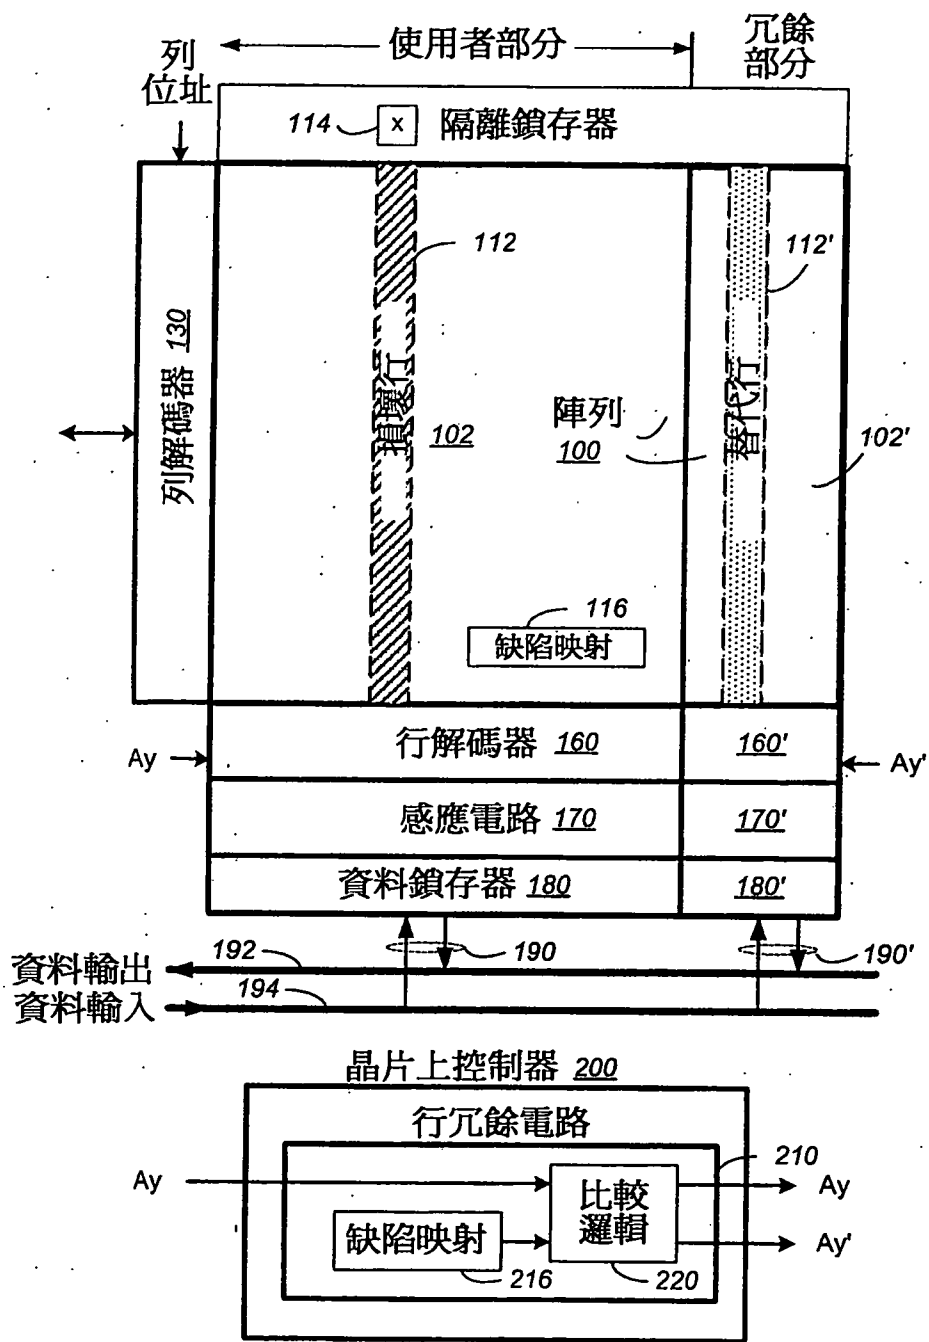 使用者部分
冗餘
部分
列
位址
114
x
隔離鎖存器
112
112'
列解碼器 130
損壞行
102
陣列
100
替代行
102'
116
缺陷映射
Ay
行解碼器 160
160'
Ay'
感應電路 170
170'
資料鎖存器 180
180'
192
190
190'
資料輸出
資料輸入
194
晶片上控制器 200
行冗餘電路
210
Ay
比較
邏輯
Ay
缺陷映射
Ay'
216
220